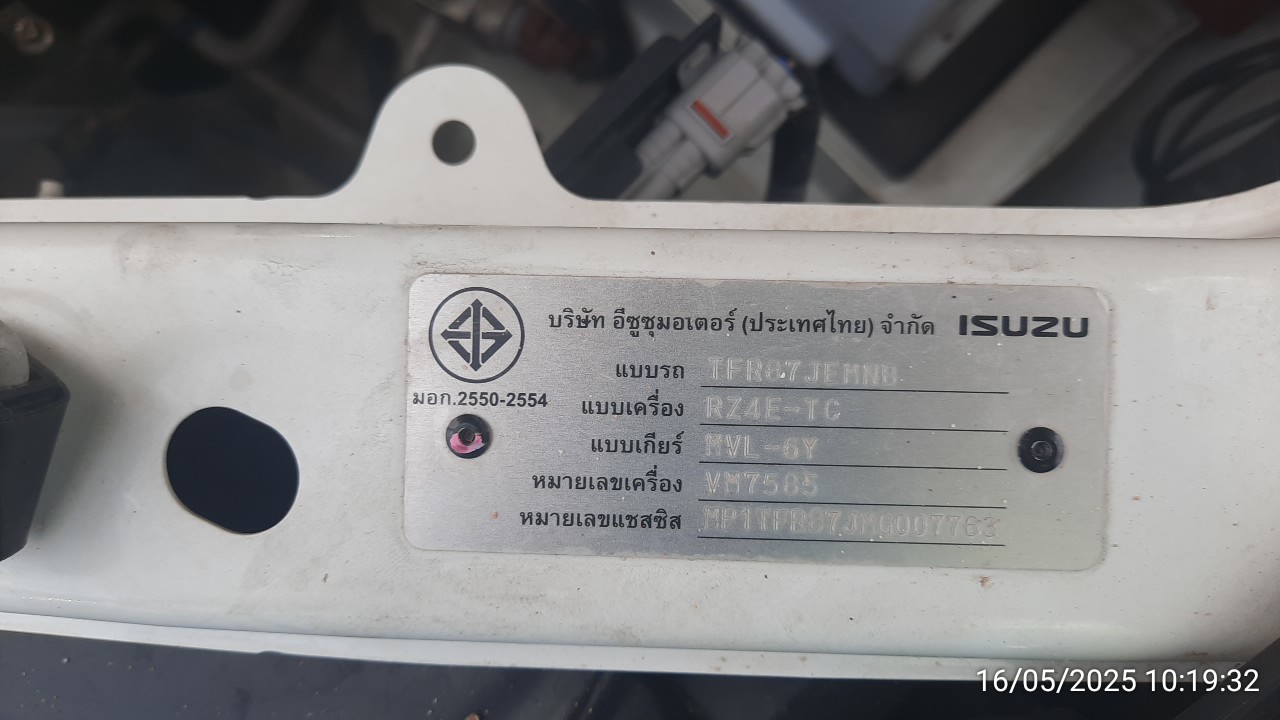 บริษัท อีซูซุมอเตอร์ (ประเทศไทย) จำกัด ISUZU
แบบรถ TFR87JEMNB
มอก.2550-2554
แบบเครื่อง RZ4E-TC
แบบเกียร์ MVL-6Y
หมายเลขเครื่อง VM7585
หมายเลขแชสซิส MP1TFR87JMG007763
16/05/2025 10:19:32